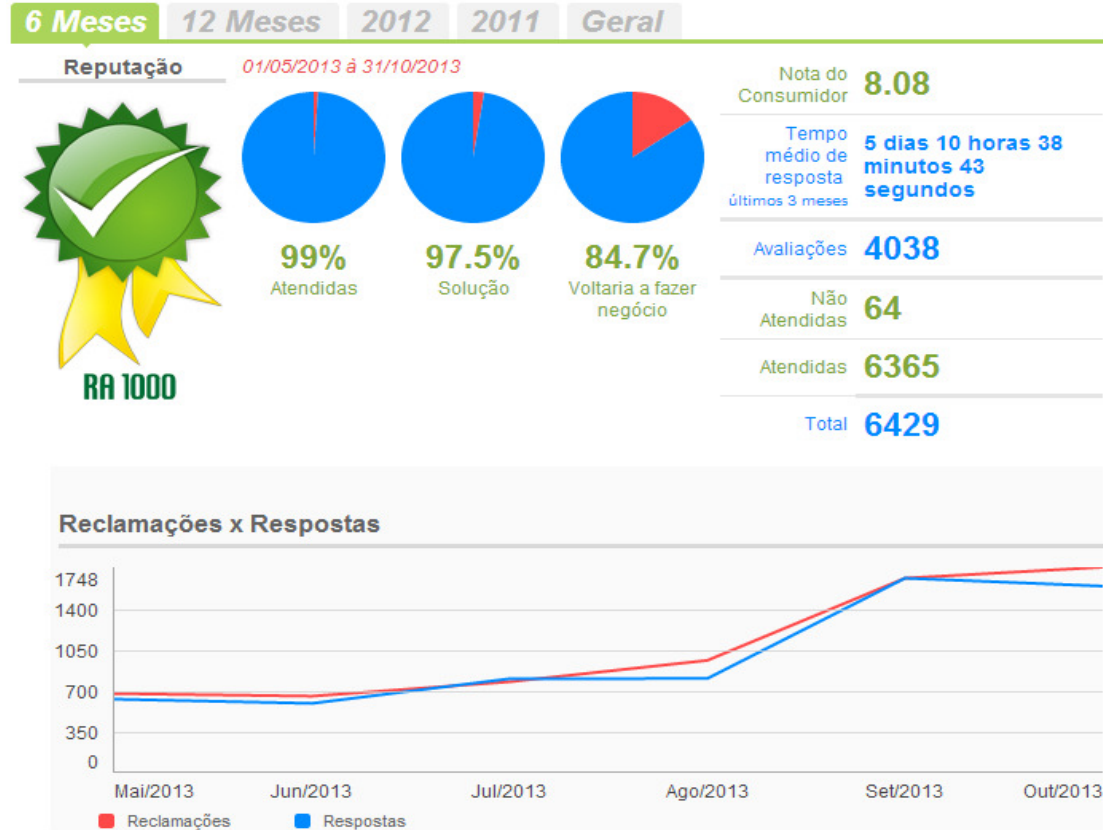 6 Meses 12 Meses 2012 2011 Geral
Reputação
01/05/2013 à 31/10/2013
RA 1000
99%
Atendidas
97.5%
Solução
84.7%
Voltaria a fazer
negócio
Nota do
Consumidor
8.08
Tempo
médio de
resposta
últimos 3 meses
5 dias 10 horas 38
minutos 43
segundos
Avaliações 4038
Não
Atendidas
64
Atendidas 6365
Total 6429
Reclamações x Respostas
1748
1400
1050
700
350
0
Mai/2013 Jun/2013 Jul/2013 Ago/2013 Set/2013 Out/2013
Reclamações Respostas